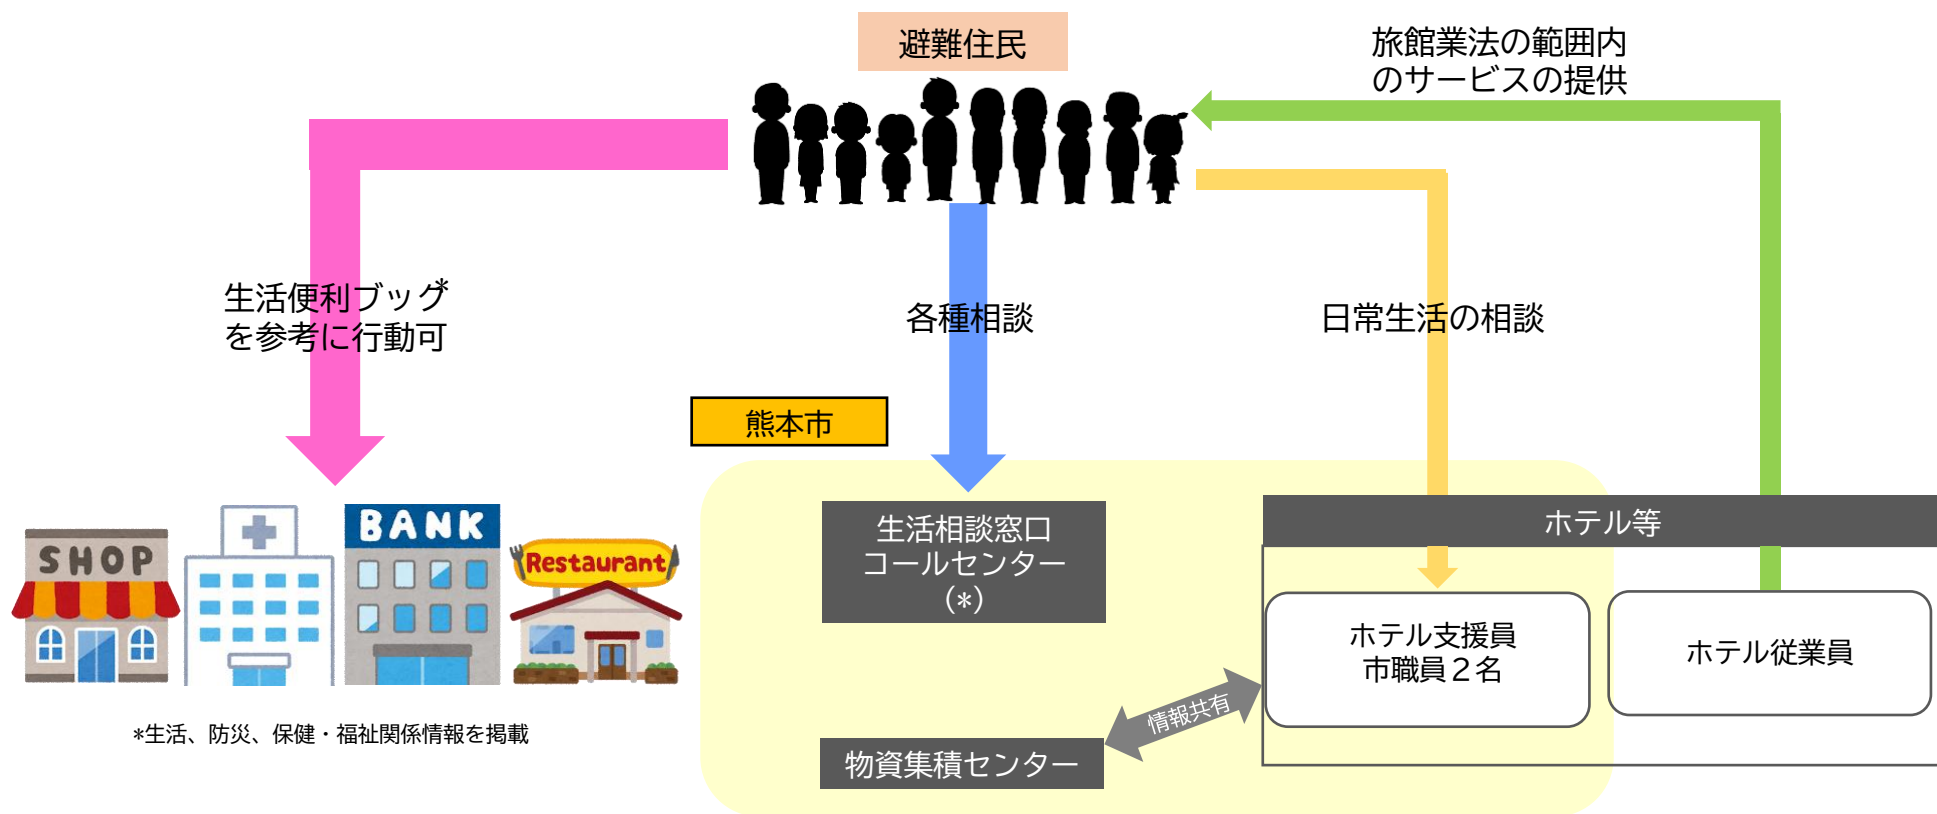 避難住民
旅館業法の範囲内
のサービスの提供
生活便利ブッグ*
を参考に行動可
各種相談
日常生活の相談
熊本市
SHOP
BANK
Restaurant
生活相談窓口
コールセンター
(*)
ホテル等
ホテル支援員
市職員２名
ホテル従業員
情報共有
物資集積センター
*生活、防災、保健・福祉関係情報を掲載